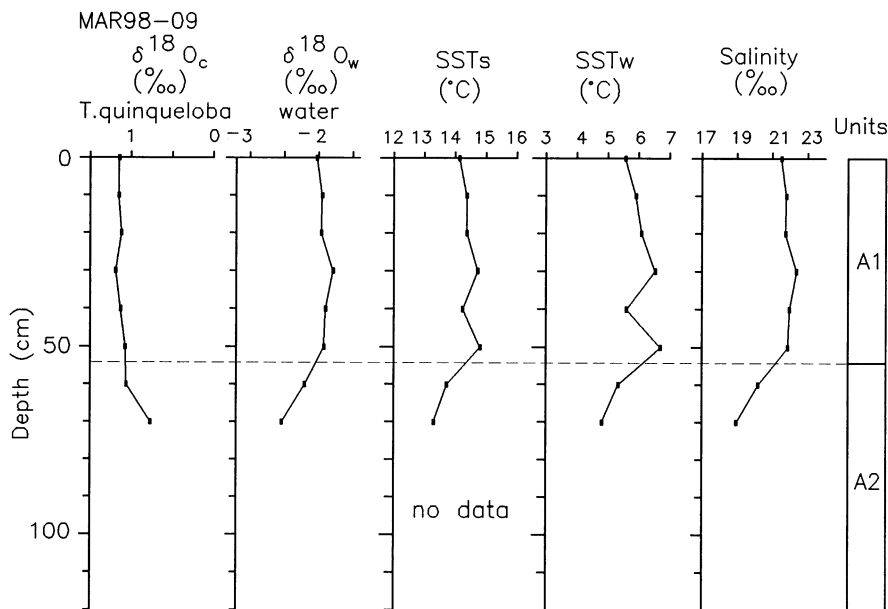 MAR98-09
δ18Oc δ18Ow SSTs SSTw Salinity
(‰) (‰) (°C) (°C) (‰)
T.quinqueloba water Units
1 0 -3 -2 12 13 14 15 16 3 4 5 6 7 17 19 21 23
0
A1
50
Depth (cm)
A2
no data
100